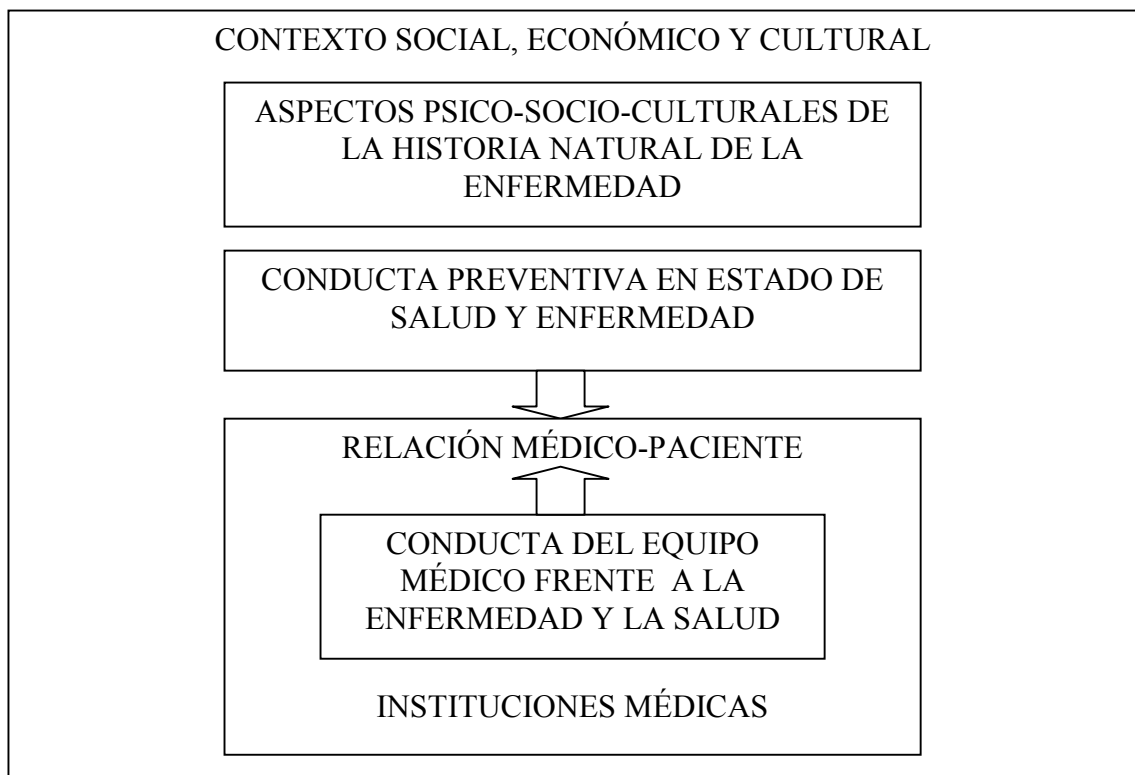 CONTEXTO SOCIAL, ECONÓMICO Y CULTURAL
ASPECTOS PSICO-SOCIO-CULTURALES DE
LA HISTORIA NATURAL DE LA
ENFERMEDAD
CONDUCTA PREVENTIVA EN ESTADO DE
SALUD Y ENFERMEDAD
RELACIÓN MÉDICO-PACIENTE
CONDUCTA DEL EQUIPO
MÉDICO FRENTE A LA
ENFERMEDAD Y LA SALUD
INSTITUCIONES MÉDICAS